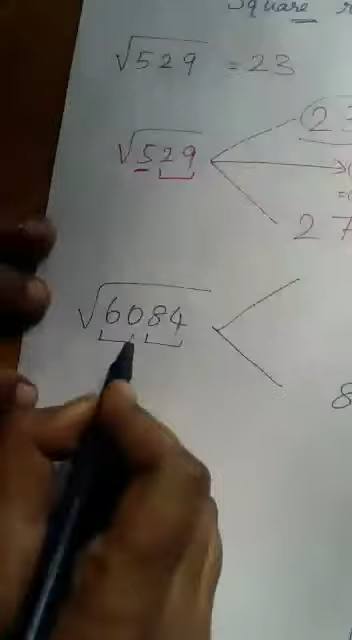 Square
√529 = 23
√529
23
27
√6084
8